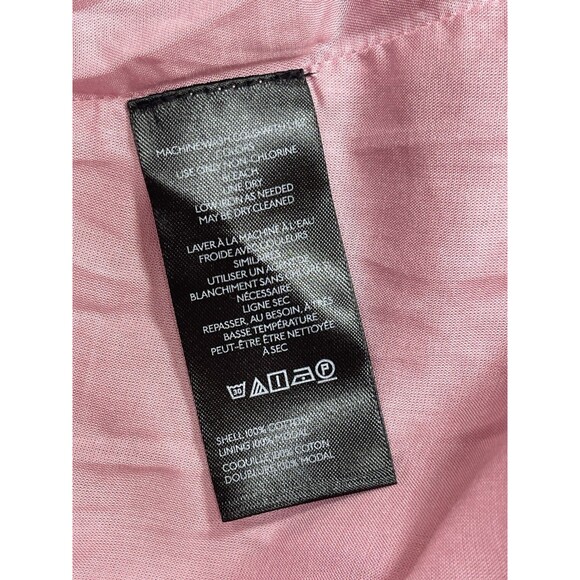 MACHINE WASH COLD WITH LIKE
COLORS
USE ONLY NON-CHLORINE
BLEACH
LINE DRY
LOW IRON AS NEEDED
MAY BE DRY CLEANED
LAVER À LA MACHINE À L'EAU
FROIDE AVEC COULEURS
SIMILAIRES
UTILISER UN AGENT DE
BLANCHIMENT SANS CHLORE SI
NÉCESSAIRE
LIGNE SEC
REPASSER, AU BESOIN, À TRÈS
BASSE TEMPÉRATURE
PEUT-ÊTRE ÊTRE NETTOYÉE
À SEC
30 P
SHELL 100% COTTON
LINING 100% MODAL
COQUILLE 100% COTON
DOUBLURE 100% MODAL